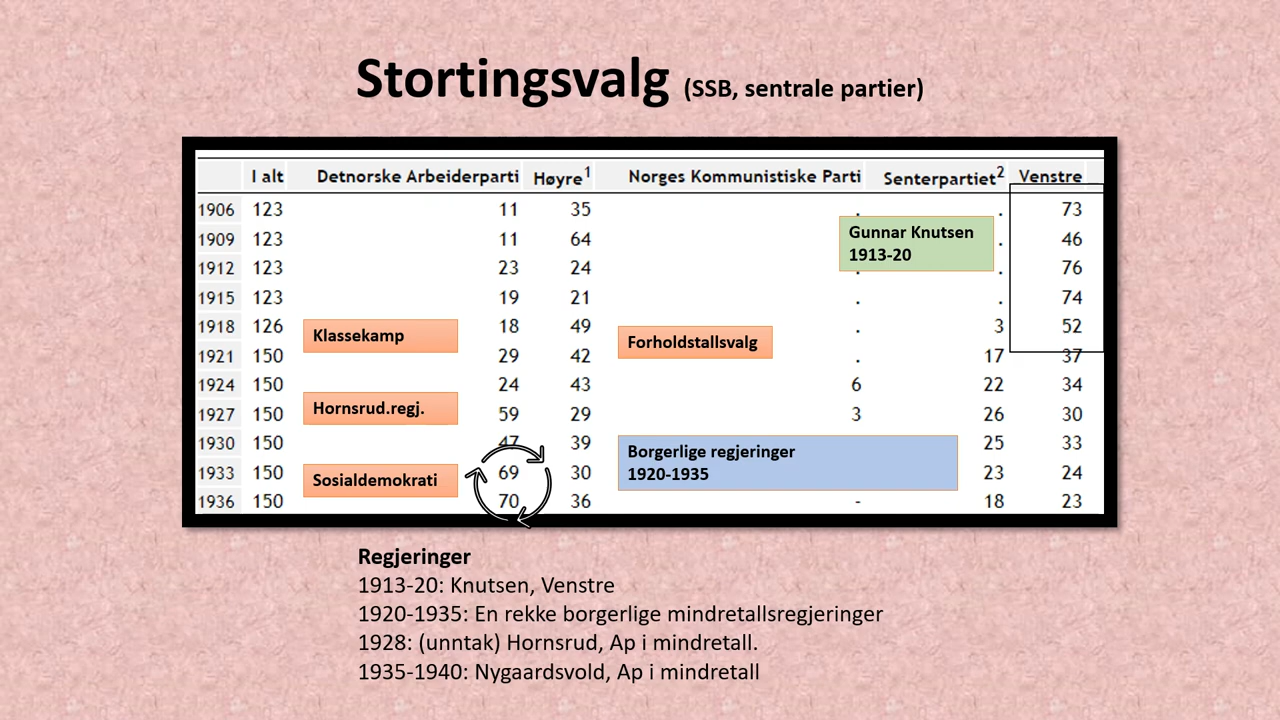 Stortingsvalg (SSB, sentrale partier)
I alt Detnorske Arbeiderparti Høyre1 Norges Kommunistiske Parti Senterpartiet2 Venstre
1906 123 11 35 . . 73
1909 123 11 64 . 46
1912 123 23 24 . . 76
1915 123 19 21 . . 74
1918 126 18 49 . 3 52
1921 150 29 42 . 17 37
1924 150 24 43 6 22 34
1927 150 59 29 3 26 30
1930 150 47 39 25 33
1933 150 69 30 23 24
1936 150 70 36 - 18 23
Gunnar Knutsen
1913-20
Klassekamp
Forholdstallsvalg
Hornsrud.regj.
Borgerlige regjeringer
1920-1935
Sosialdemokrati
Regjeringer
1913-20: Knutsen, Venstre
1920-1935: En rekke borgerlige mindretallsregjeringer
1928: (unntak) Hornsrud, Ap i mindretall.
1935-1940: Nygaardsvold, Ap i mindretall